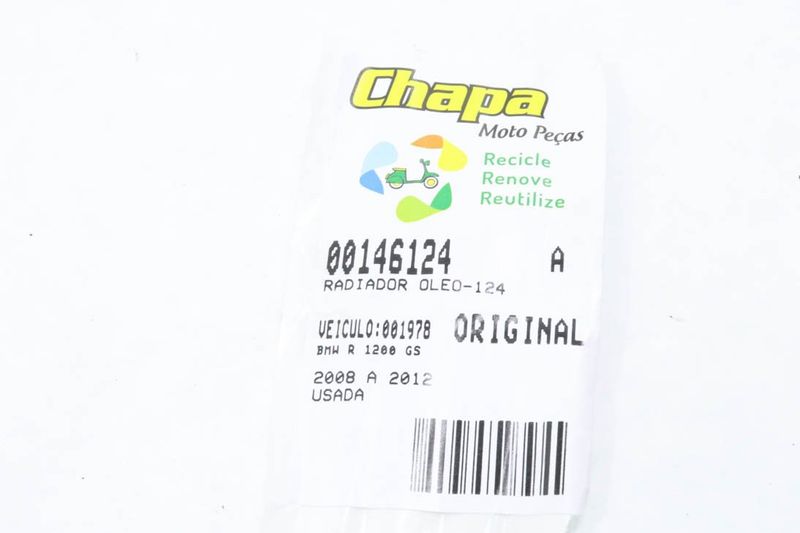 Chapa
Moto Peças
Recicle
Renove
Reutilize
00146124 A
RADIADOR OLEO-124
VEICULO:001978 ORIGINAL
BMW R 1200 GS
2008 A 2012
USADA